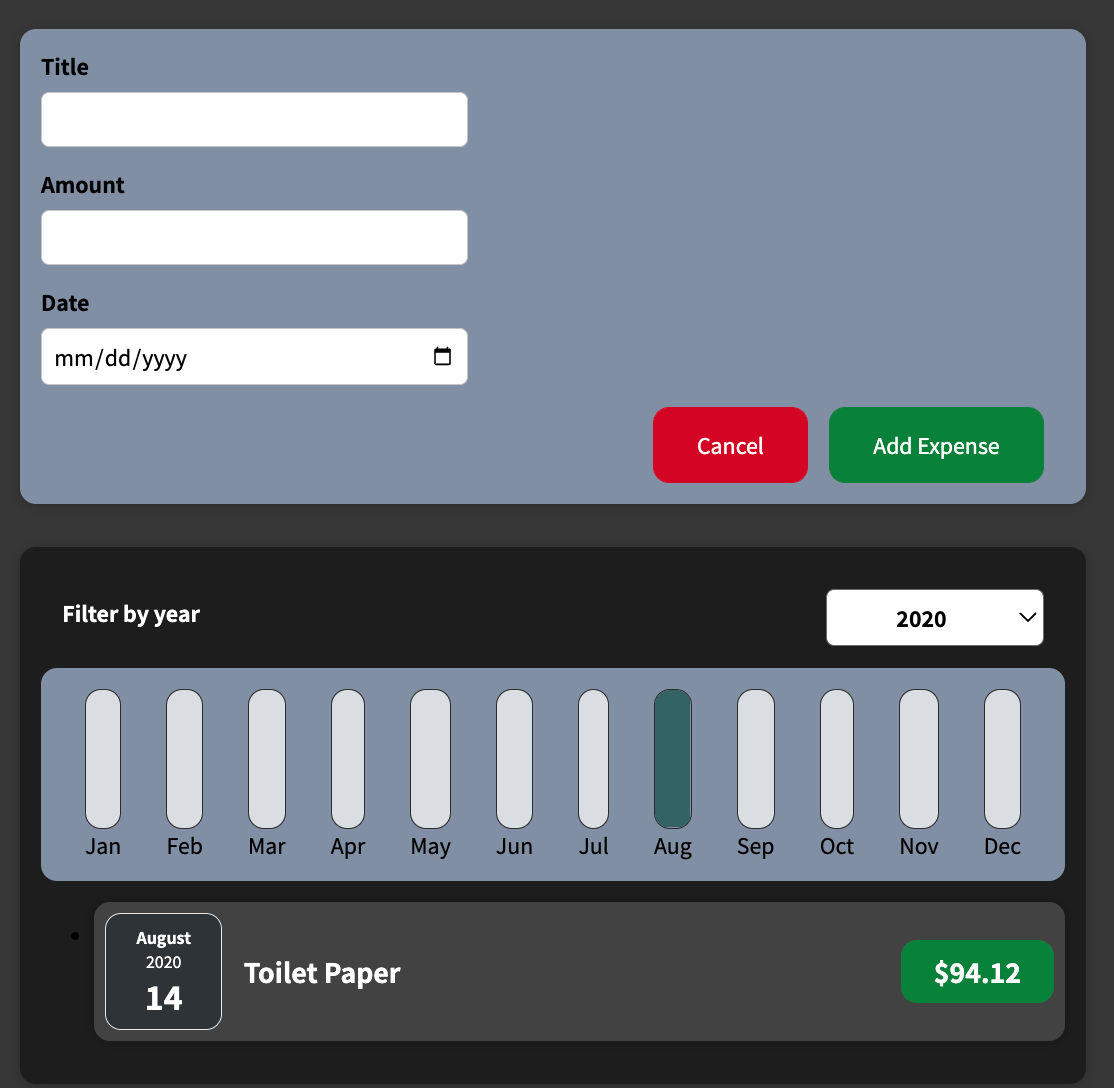 Title
Amount
Date
mm/dd/yyyy
Cancel Add Expense
Filter by year 2020
Jan Feb Mar Apr May Jun Jul Aug Sep Oct Nov Dec
August
2020
14
Toilet Paper
$94.12